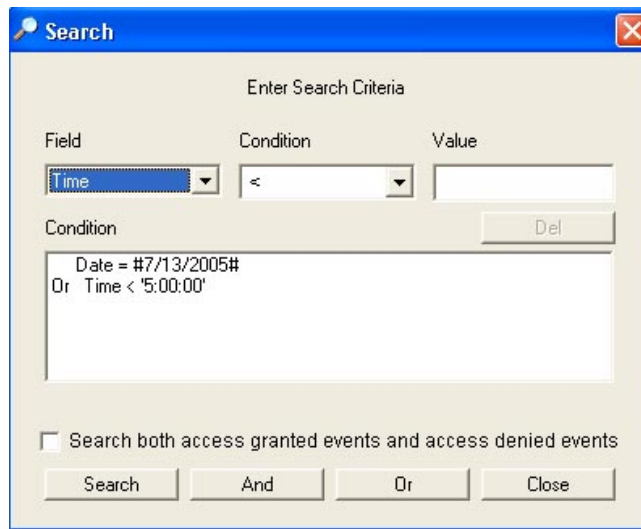 Search
Enter Search Criteria
Field Condition Value
Time <
Condition Del
Date = #7/13/2005#
Or Time < '5:00:00'
Search both access granted events and access denied events
Search And Or Close